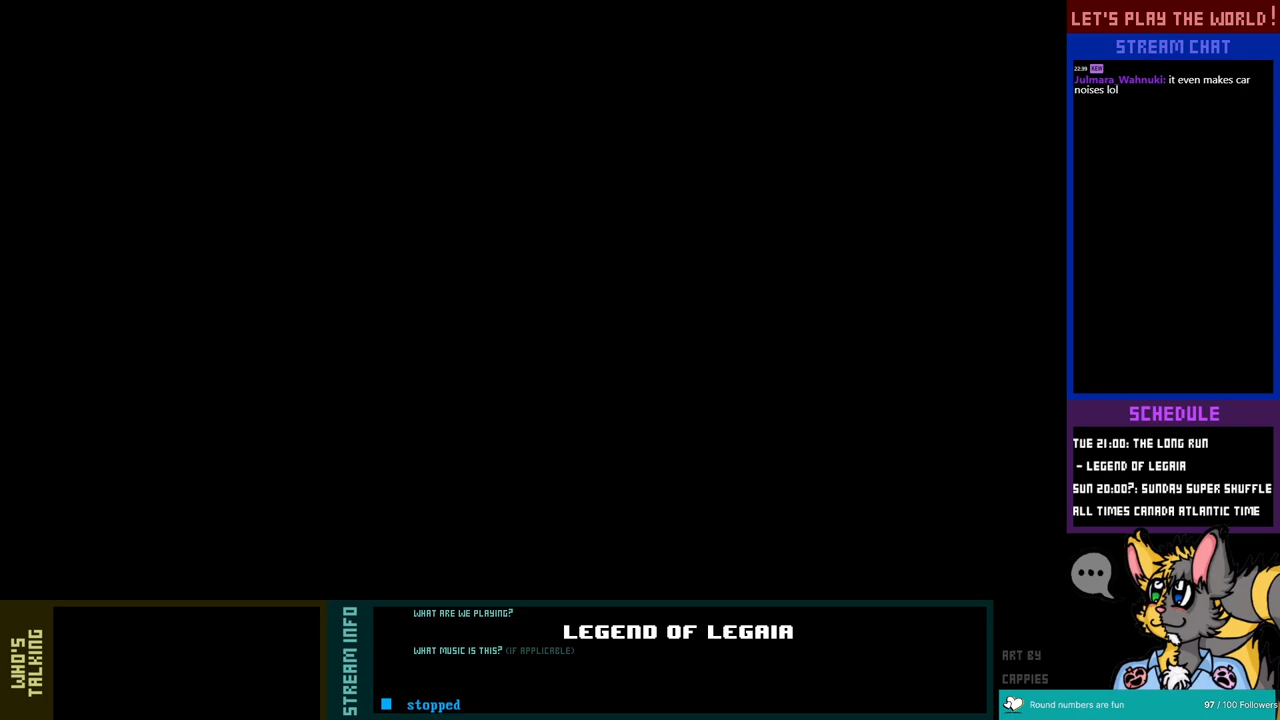 LET'S PLAY THE WORLD!
STREAM CHAT
22:39 KEW
Julmara_Wahnuki: it even makes car
noises lol
SCHEDULE
TUE 21:00: THE LONG RUN
- LEGEND OF LEGAIA
SUN 20:00?: SUNDAY SUPER SHUFFLE
ALL TIMES CANADA ATLANTIC TIME
WHO'S
TALKING
STREAM INFO
WHAT ARE WE PLAYING?
LEGEND OF LEGAIA
WHAT MUSIC IS THIS? (IF APPLICABLE)
stopped
ART BY
CAPPIES
Round numbers are fun 97 / 100 Followers